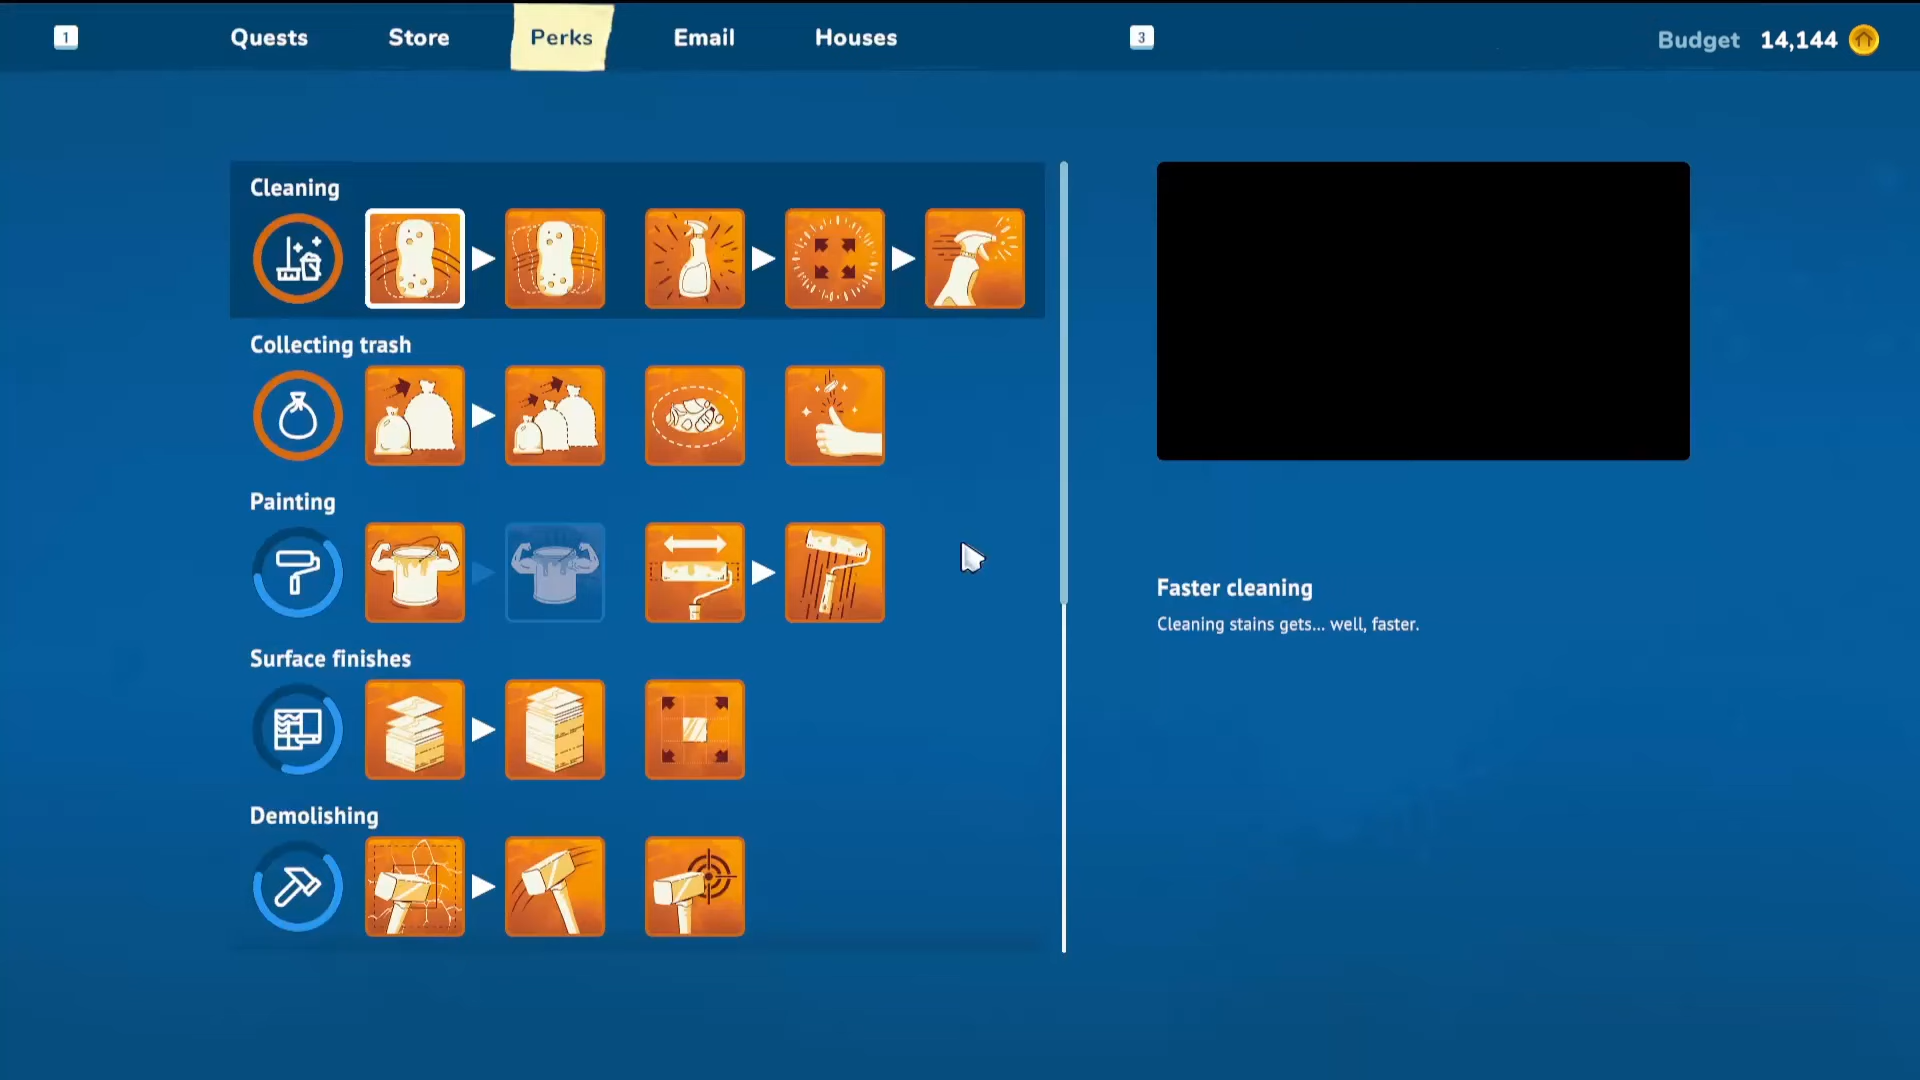 1
Quests
Store
Perks
Email
Houses
3
Budget 14,144
Cleaning
Collecting trash
Painting
Surface finishes
Demolishing
Faster cleaning
Cleaning stains gets... well, faster.